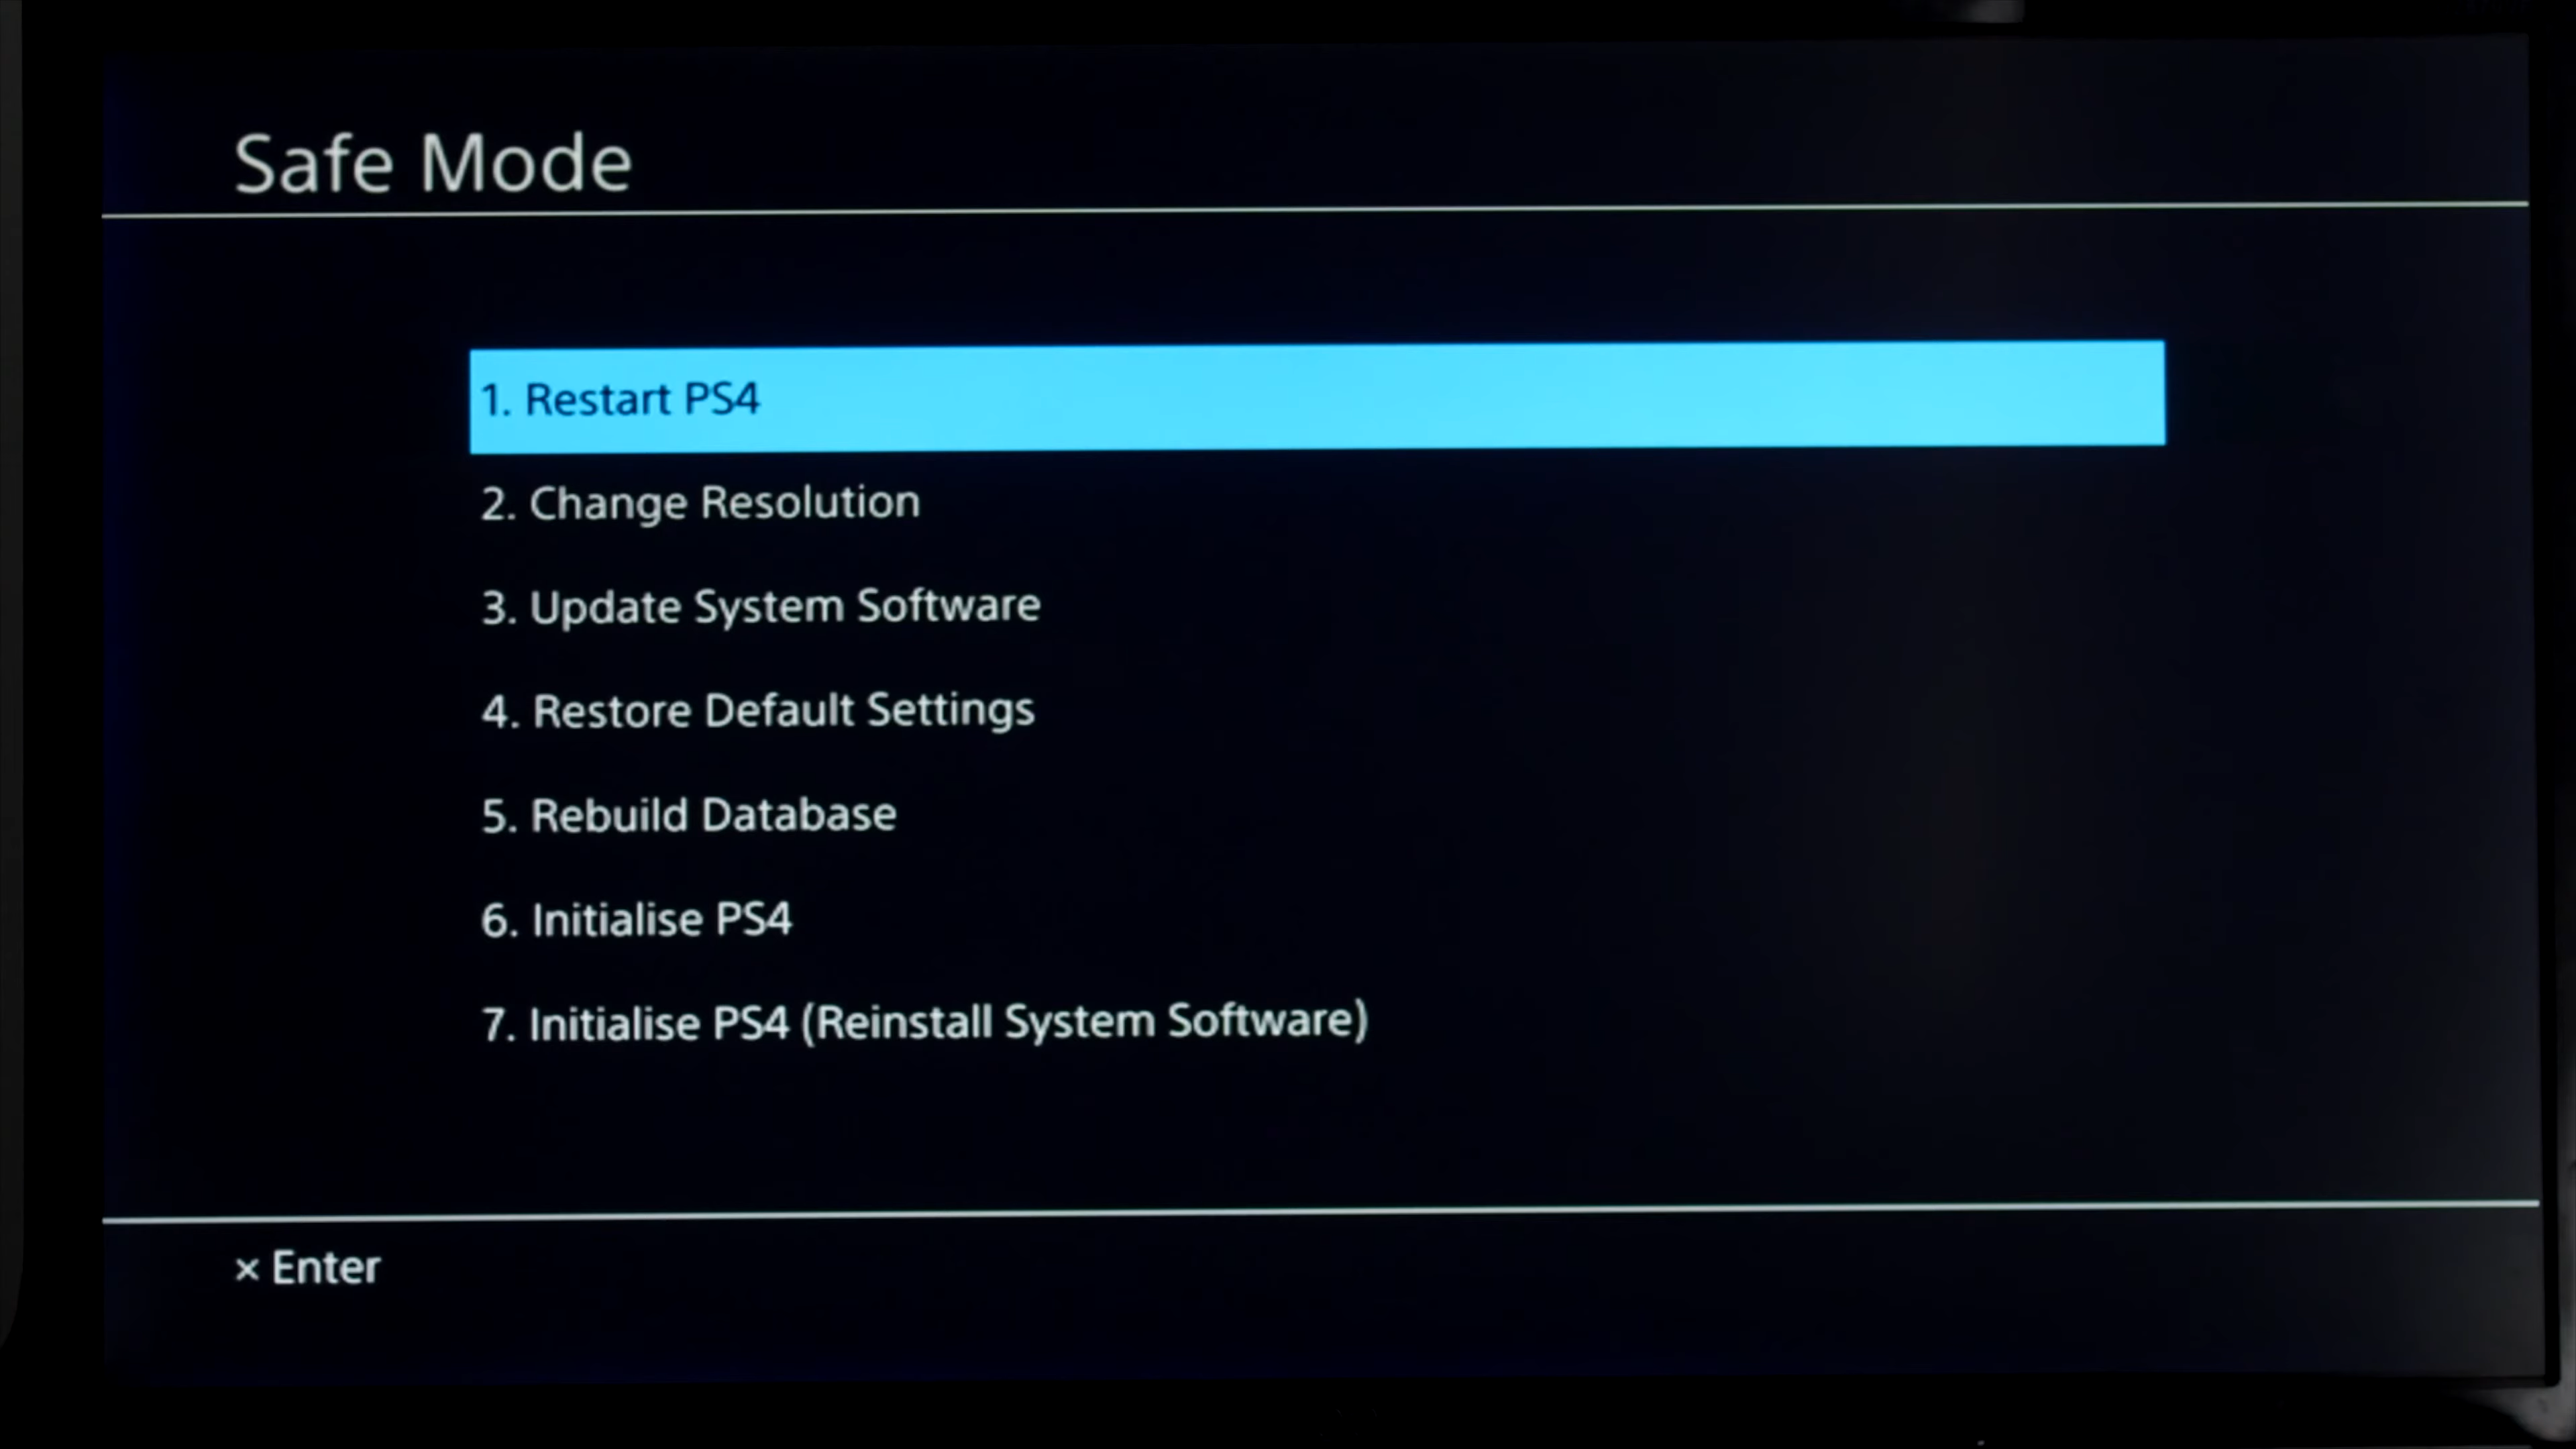 Safe Mode
1. Restart PS4
2. Change Resolution
3. Update System Software
4. Restore Default Settings
5. Rebuild Database
6. Initialise PS4
7. Initialise PS4 (Reinstall System Software)
× Enter